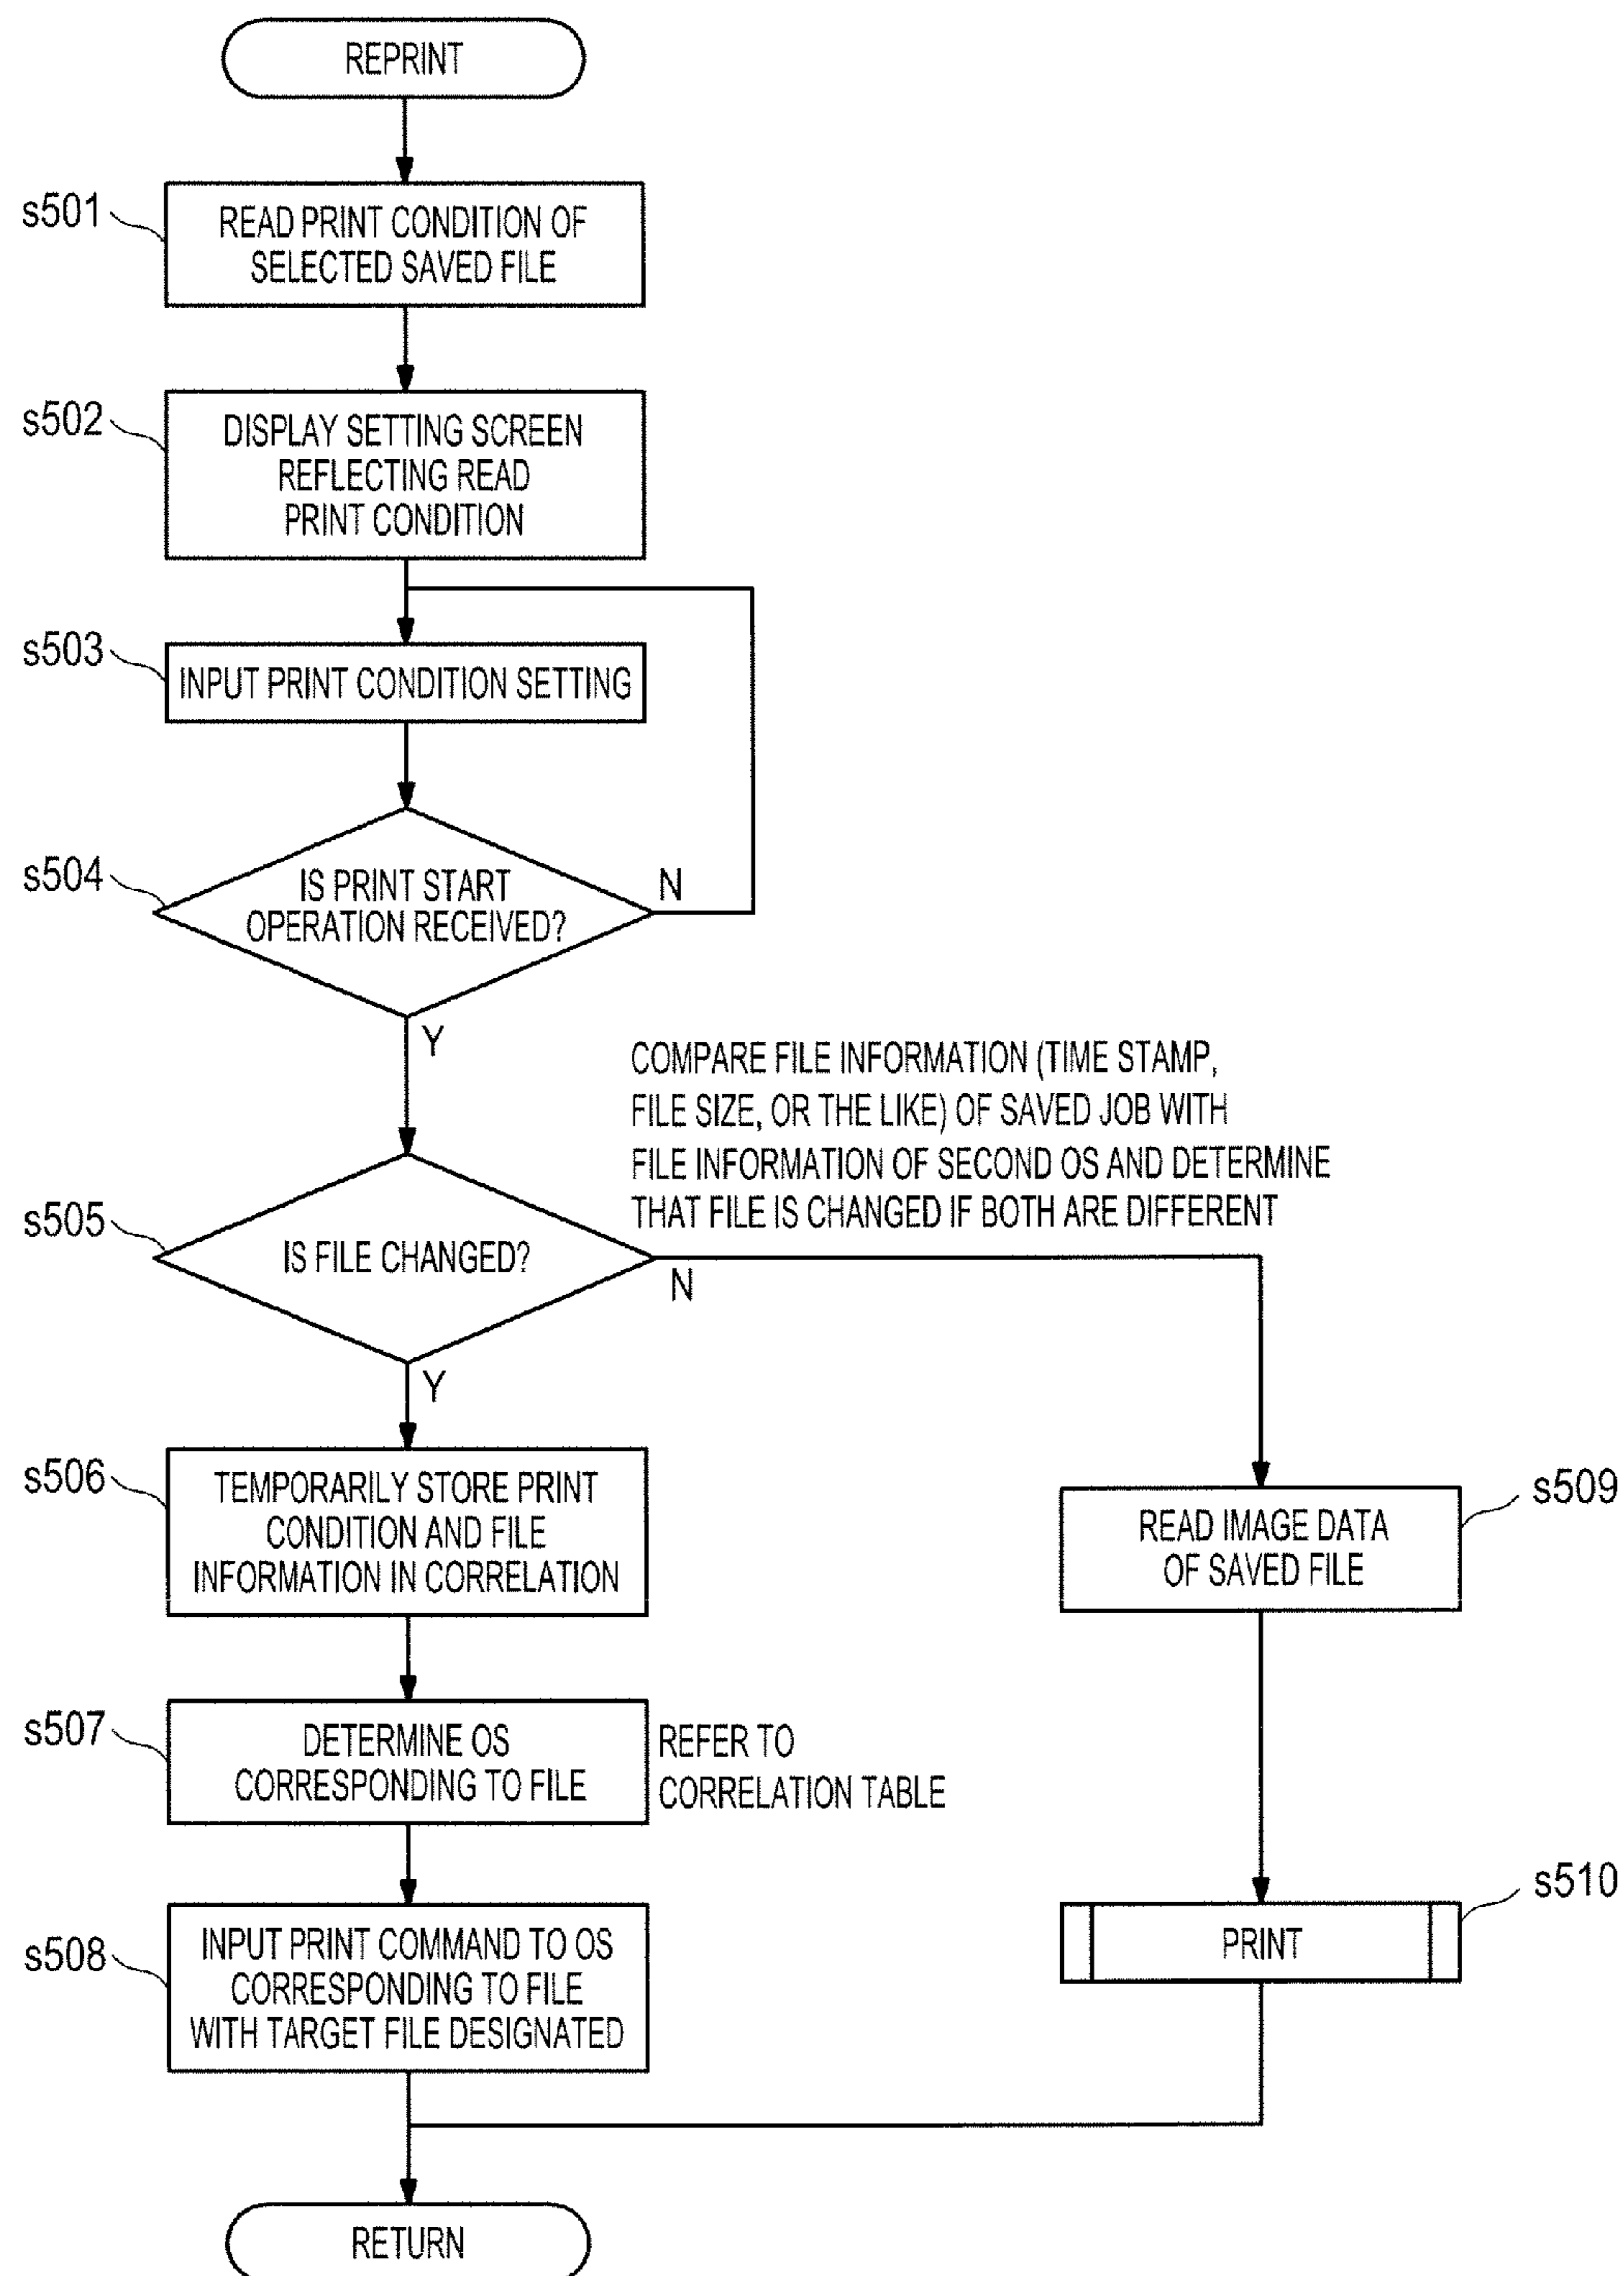 REPRINT
s501
READ PRINT CONDITION OF
SELECTED SAVED FILE
s502
DISPLAY SETTING SCREEN
REFLECTING READ
PRINT CONDITION
s503
INPUT PRINT CONDITION SETTING
s504
IS PRINT START
OPERATION RECEIVED?
N
Y
COMPARE FILE INFORMATION (TIME STAMP,
FILE SIZE, OR THE LIKE) OF SAVED JOB WITH
FILE INFORMATION OF SECOND OS AND DETERMINE
THAT FILE IS CHANGED IF BOTH ARE DIFFERENT
s505
IS FILE CHANGED?
N
Y
s506
TEMPORARILY STORE PRINT
CONDITION AND FILE
INFORMATION IN CORRELATION
s509
READ IMAGE DATA
OF SAVED FILE
s507
DETERMINE OS
CORRESPONDING TO FILE
REFER TO
CORRELATION TABLE
s508
INPUT PRINT COMMAND TO OS
CORRESPONDING TO FILE
WITH TARGET FILE DESIGNATED
s510
PRINT
RETURN